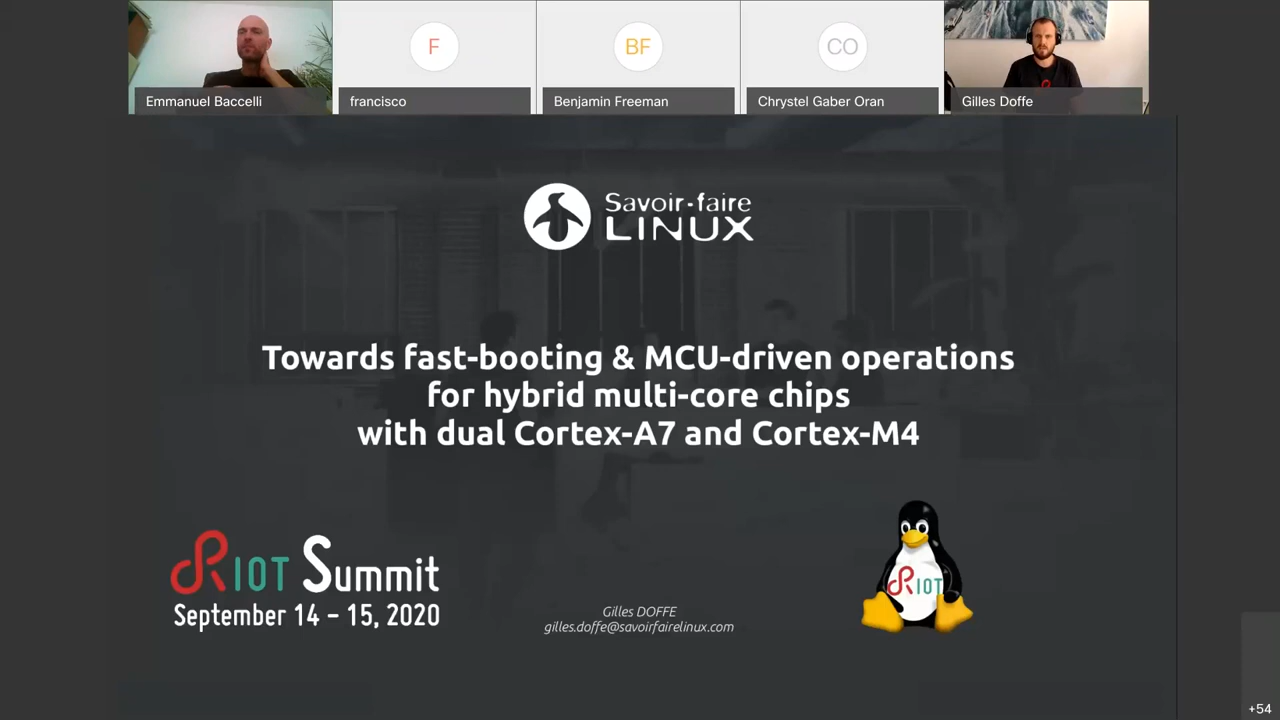 F
BF
CO
Emmanuel Baccelli
francisco
Benjamin Freeman
Chrystel Gaber Oran
Gilles Doffe
Savoir-faire
LINUX
Towards fast-booting & MCU-driven operations
for hybrid multi-core chips
with dual Cortex-A7 and Cortex-M4
RIOT Summit
September 14 - 15, 2020
RIOT
Gilles DOFFE
gilles.doffe@savoirfairelinux.com
+54